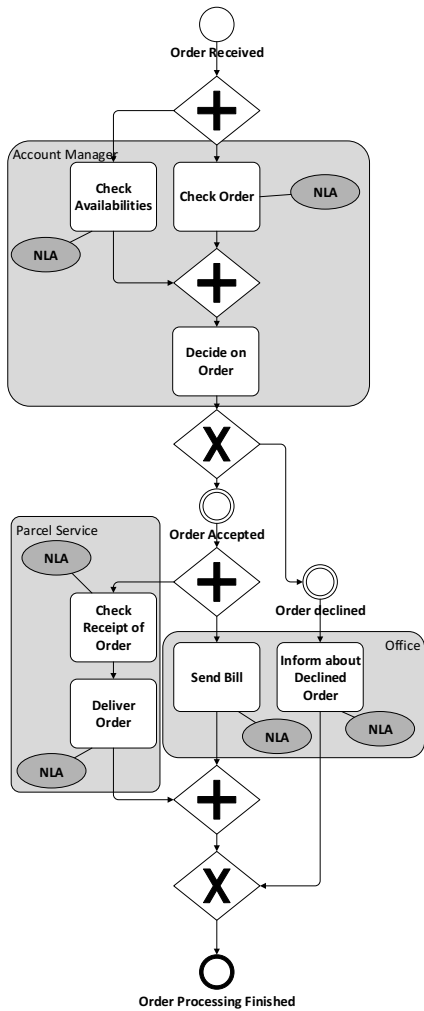 Order Received
Account Manager
Check
Availabilities
Check Order
NLA
NLA
Decide on
Order
X
Order Accepted
Parcel Service
NLA
Order declined
Check
Receipt of
Order
Office
Send Bill
Inform about
Declined
Order
Deliver
Order
NLA
NLA
NLA
X
Order Processing Finished